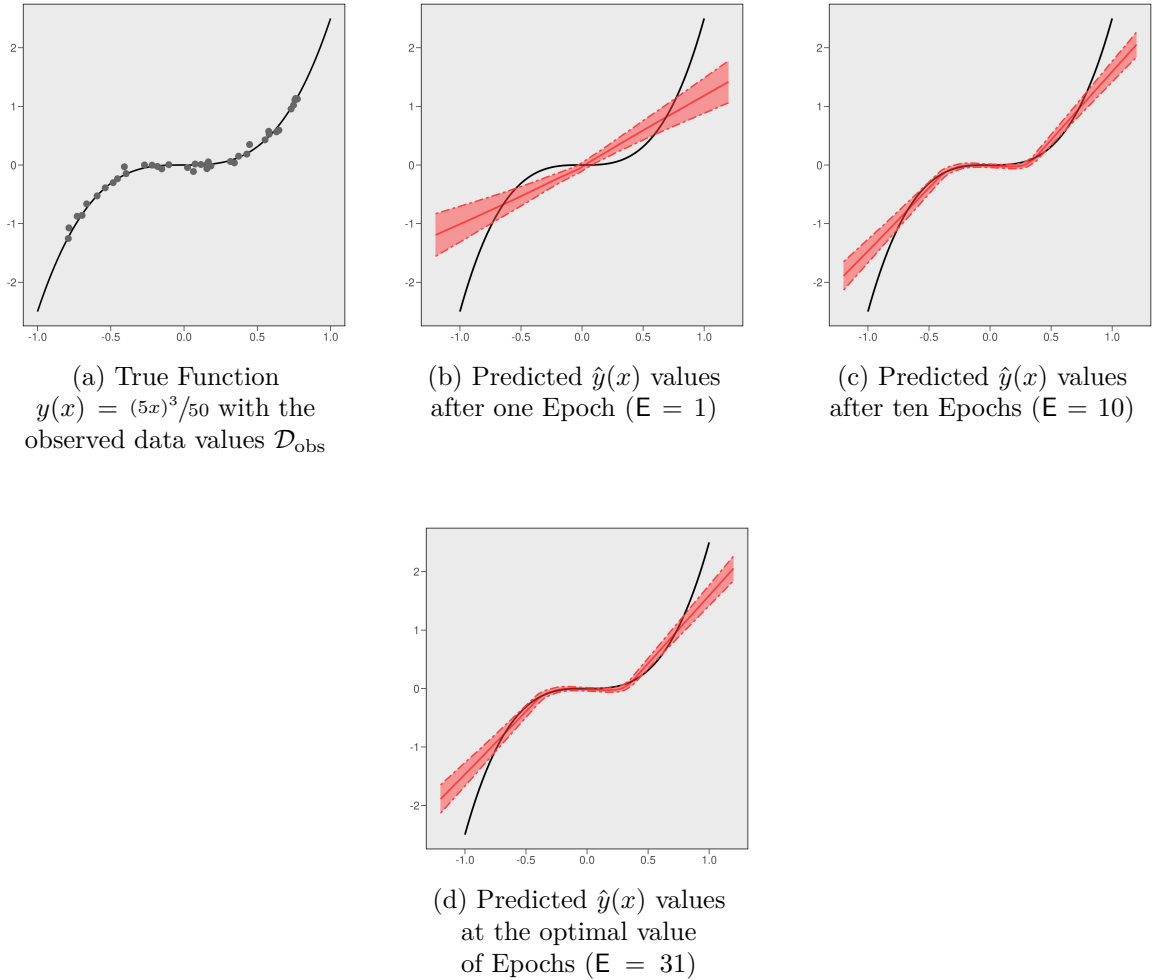 2
1
0
-1
-2
-1.0 -0.5 0.0 0.5 1.0
(a) True Function
y(x) = (5x)³/50 with the
observed data values 𝒟obs
2
1
0
-1
-2
-1.0 -0.5 0.0 0.5 1.0
(b) Predicted ŷ(x) values
after one Epoch (E = 1)
2
1
0
-1
-2
-1.0 -0.5 0.0 0.5 1.0
(c) Predicted ŷ(x) values
after ten Epochs (E = 10)
2
1
0
-1
-2
-1.0 -0.5 0.0 0.5 1.0
(d) Predicted ŷ(x) values
at the optimal value
of Epochs (E = 31)